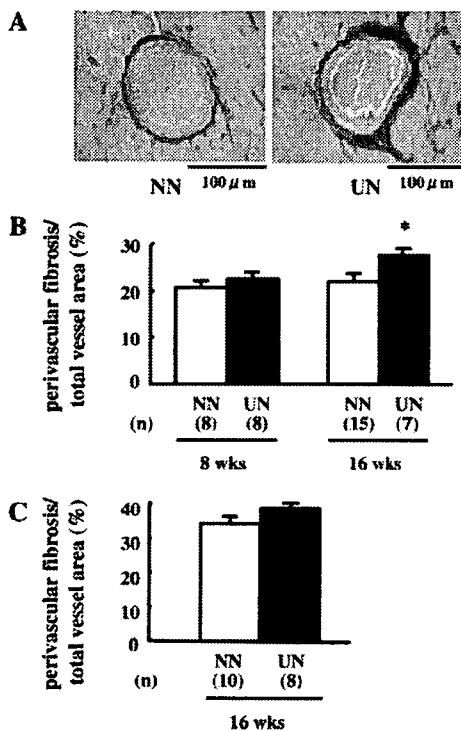 A
NN 100 μm UN 100 μm
B
perivascular fibrosis/
total vessel area (%)
30
20
10
0
*
NN UN NN UN
(n) (8) (8) (15) (7)
8 wks 16 wks
C
perivascular fibrosis/
total vessel area (%)
40
30
20
10
0
NN UN
(n) (10) (8)
16 wks